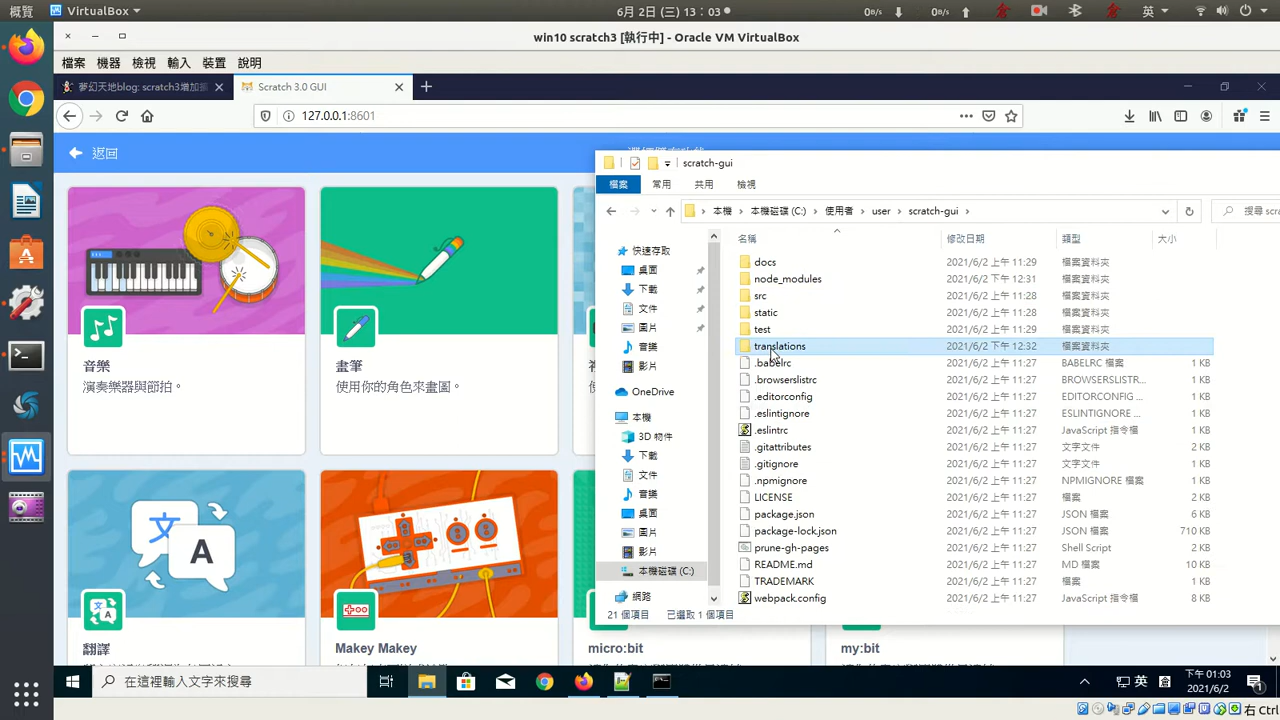 概覽
VirtualBox
6月 2日 (三) • 13∶03
0B/s
0B/s
英
win10 scratch3 [執行中] - Oracle VM VirtualBox
檔案 機器 檢視 輸入 裝置 說明
夢幻天地blog: scratch3增加
Scratch 3.0 GUI
127.0.0.1:8601
返回
scratch-gui
檔案 常用 共用 檢視
本機 › 本機磁碟 (C:) › 使用者 › user › scratch-gui ›
搜尋 scra
名稱 修改日期 類型 大小
快速存取
桌面
下載
文件
圖片
音樂
影片
OneDrive
本機
3D 物件
下載
文件
音樂
桌面
圖片
影片
本機磁碟 (C:)
網路
docs 2021/6/2 上午 11:29 檔案資料夾
node_modules 2021/6/2 下午 12:31 檔案資料夾
src 2021/6/2 上午 11:28 檔案資料夾
static 2021/6/2 上午 11:28 檔案資料夾
test 2021/6/2 上午 11:29 檔案資料夾
translations 2021/6/2 下午 12:32 檔案資料夾
.babelrc 2021/6/2 上午 11:27 BABELRC 檔案 1 KB
.browserslistrc 2021/6/2 上午 11:27 BROWSERSLISTR... 1 KB
.editorconfig 2021/6/2 上午 11:27 EDITORCONFIG ... 1 KB
.eslintignore 2021/6/2 上午 11:27 ESLINTIGNORE ... 1 KB
.eslintrc 2021/6/2 上午 11:27 JavaScript 指令檔 1 KB
.gitattributes 2021/6/2 上午 11:27 文字文件 1 KB
.gitignore 2021/6/2 上午 11:27 文字文件 1 KB
.npmignore 2021/6/2 上午 11:27 NPMIGNORE 檔案 1 KB
LICENSE 2021/6/2 上午 11:27 檔案 2 KB
package.json 2021/6/2 上午 11:27 JSON 檔案 6 KB
package-lock.json 2021/6/2 上午 11:27 JSON 檔案 710 KB
prune-gh-pages 2021/6/2 上午 11:27 Shell Script 2 KB
README.md 2021/6/2 上午 11:27 MD 檔案 10 KB
TRADEMARK 2021/6/2 上午 11:27 檔案 1 KB
webpack.config 2021/6/2 上午 11:27 JavaScript 指令檔 8 KB
21 個項目 已選取 1 個項目
音樂
演奏樂器與節拍。
畫筆
使用你的角色來畫圖。
文
A
翻譯
Makey Makey
micro:bit
my:bit
在這裡輸入文字來搜尋
英
下午 01:03
2021/6/2
1
右 Ctrl